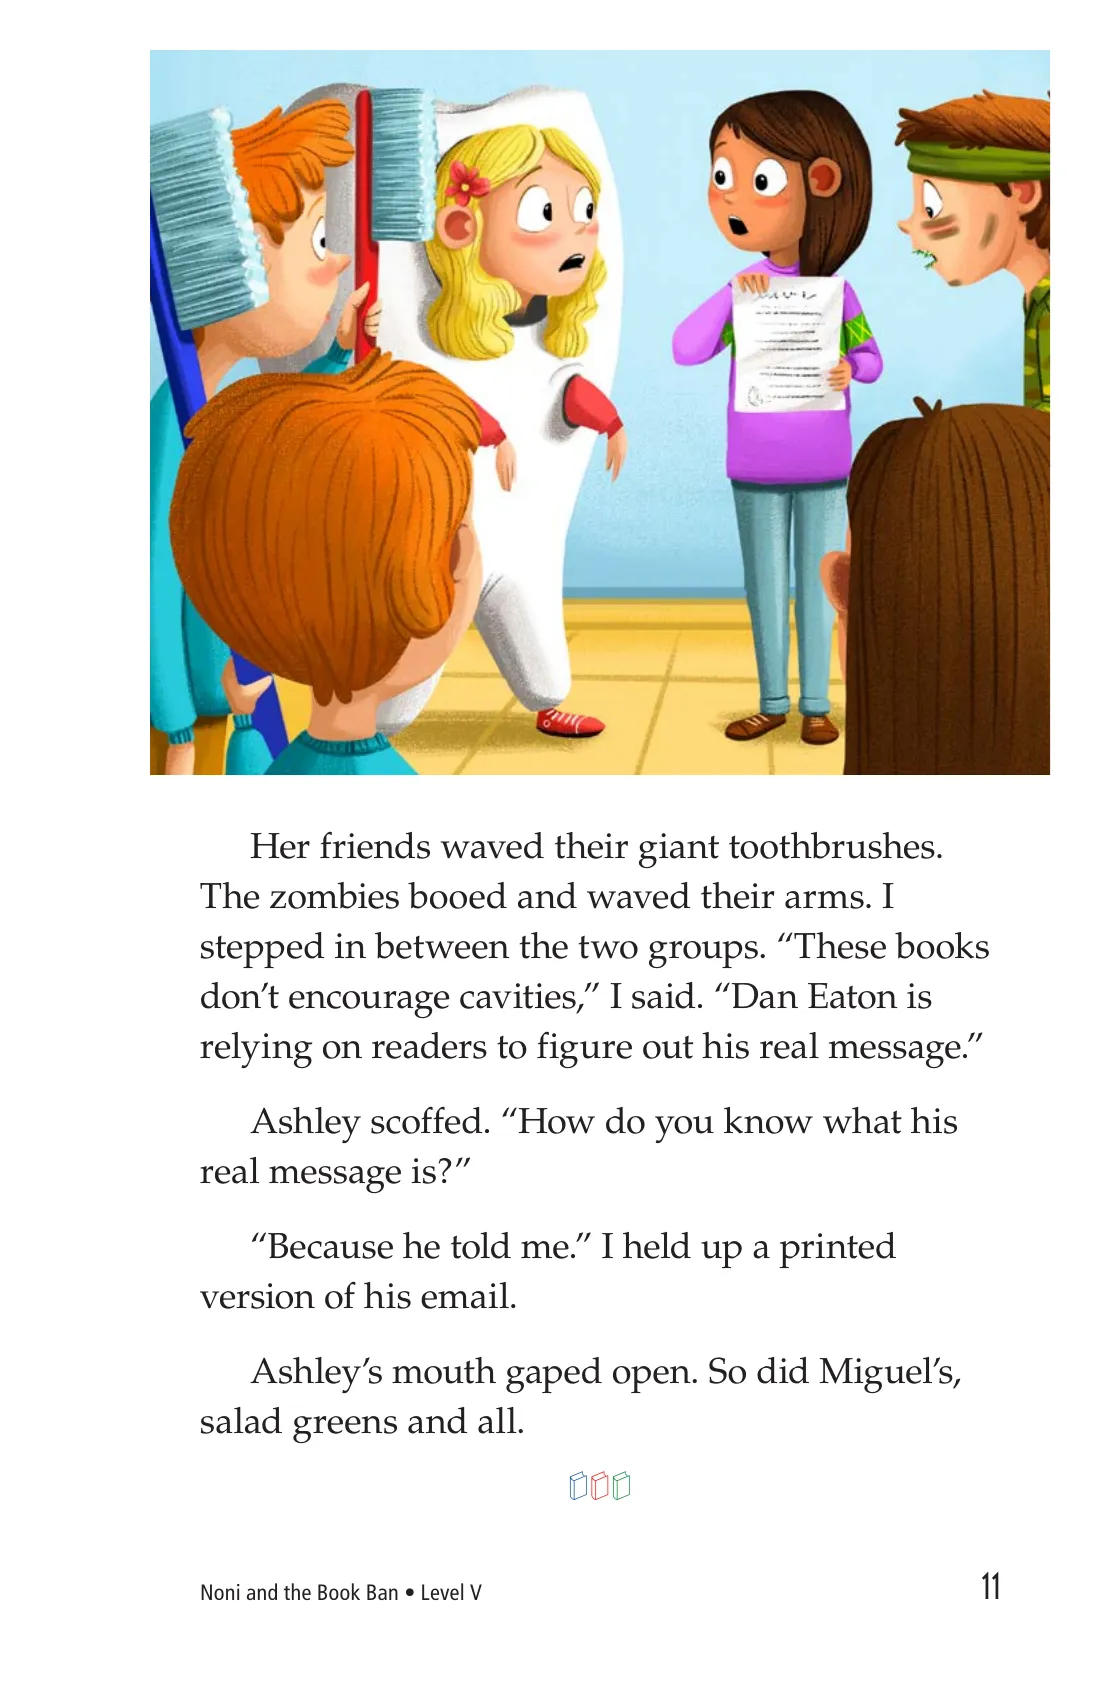 Her friends waved their giant toothbrushes.
The zombies booed and waved their arms. I
stepped in between the two groups. “These books
don’t encourage cavities,” I said. “Dan Eaton is
relying on readers to figure out his real message.”
Ashley scoffed. “How do you know what his
real message is?”
“Because he told me.” I held up a printed
version of his email.
Ashley’s mouth gaped open. So did Miguel’s,
salad greens and all.
Noni and the Book Ban • Level V
11